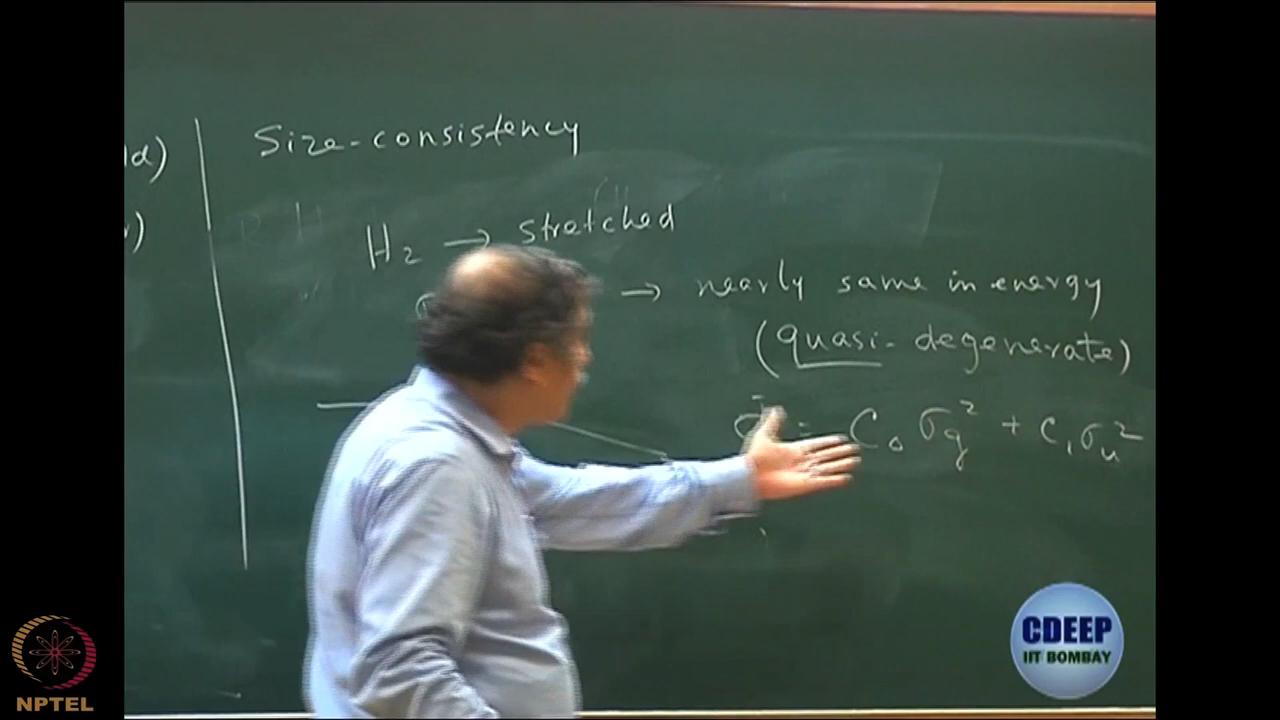 Size-consistency
H₂ → stretched
→ nearly same in energy
(quasi-degenerate)
= C₀ σg² + c₁ σu²
CDEEP
IIT BOMBAY
NPTEL